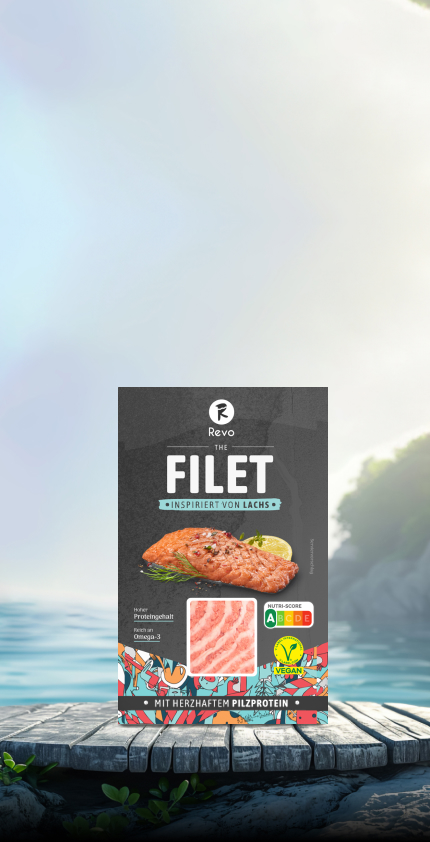 R
Revo
THE
FILET
• INSPIRIERT VON LACHS •
Hoher
Proteingehalt
Reich an
Omega-3
NUTRI-SCORE
A B C D E
V
VEGAN
• MIT HERZHAFTEM PILZPROTEIN •